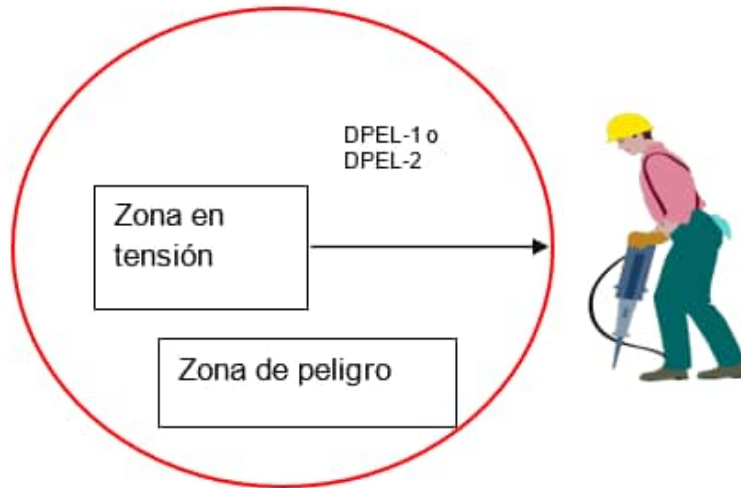 DPEL-1 o
DPEL-2
Zona en
tensión
Zona de peligro